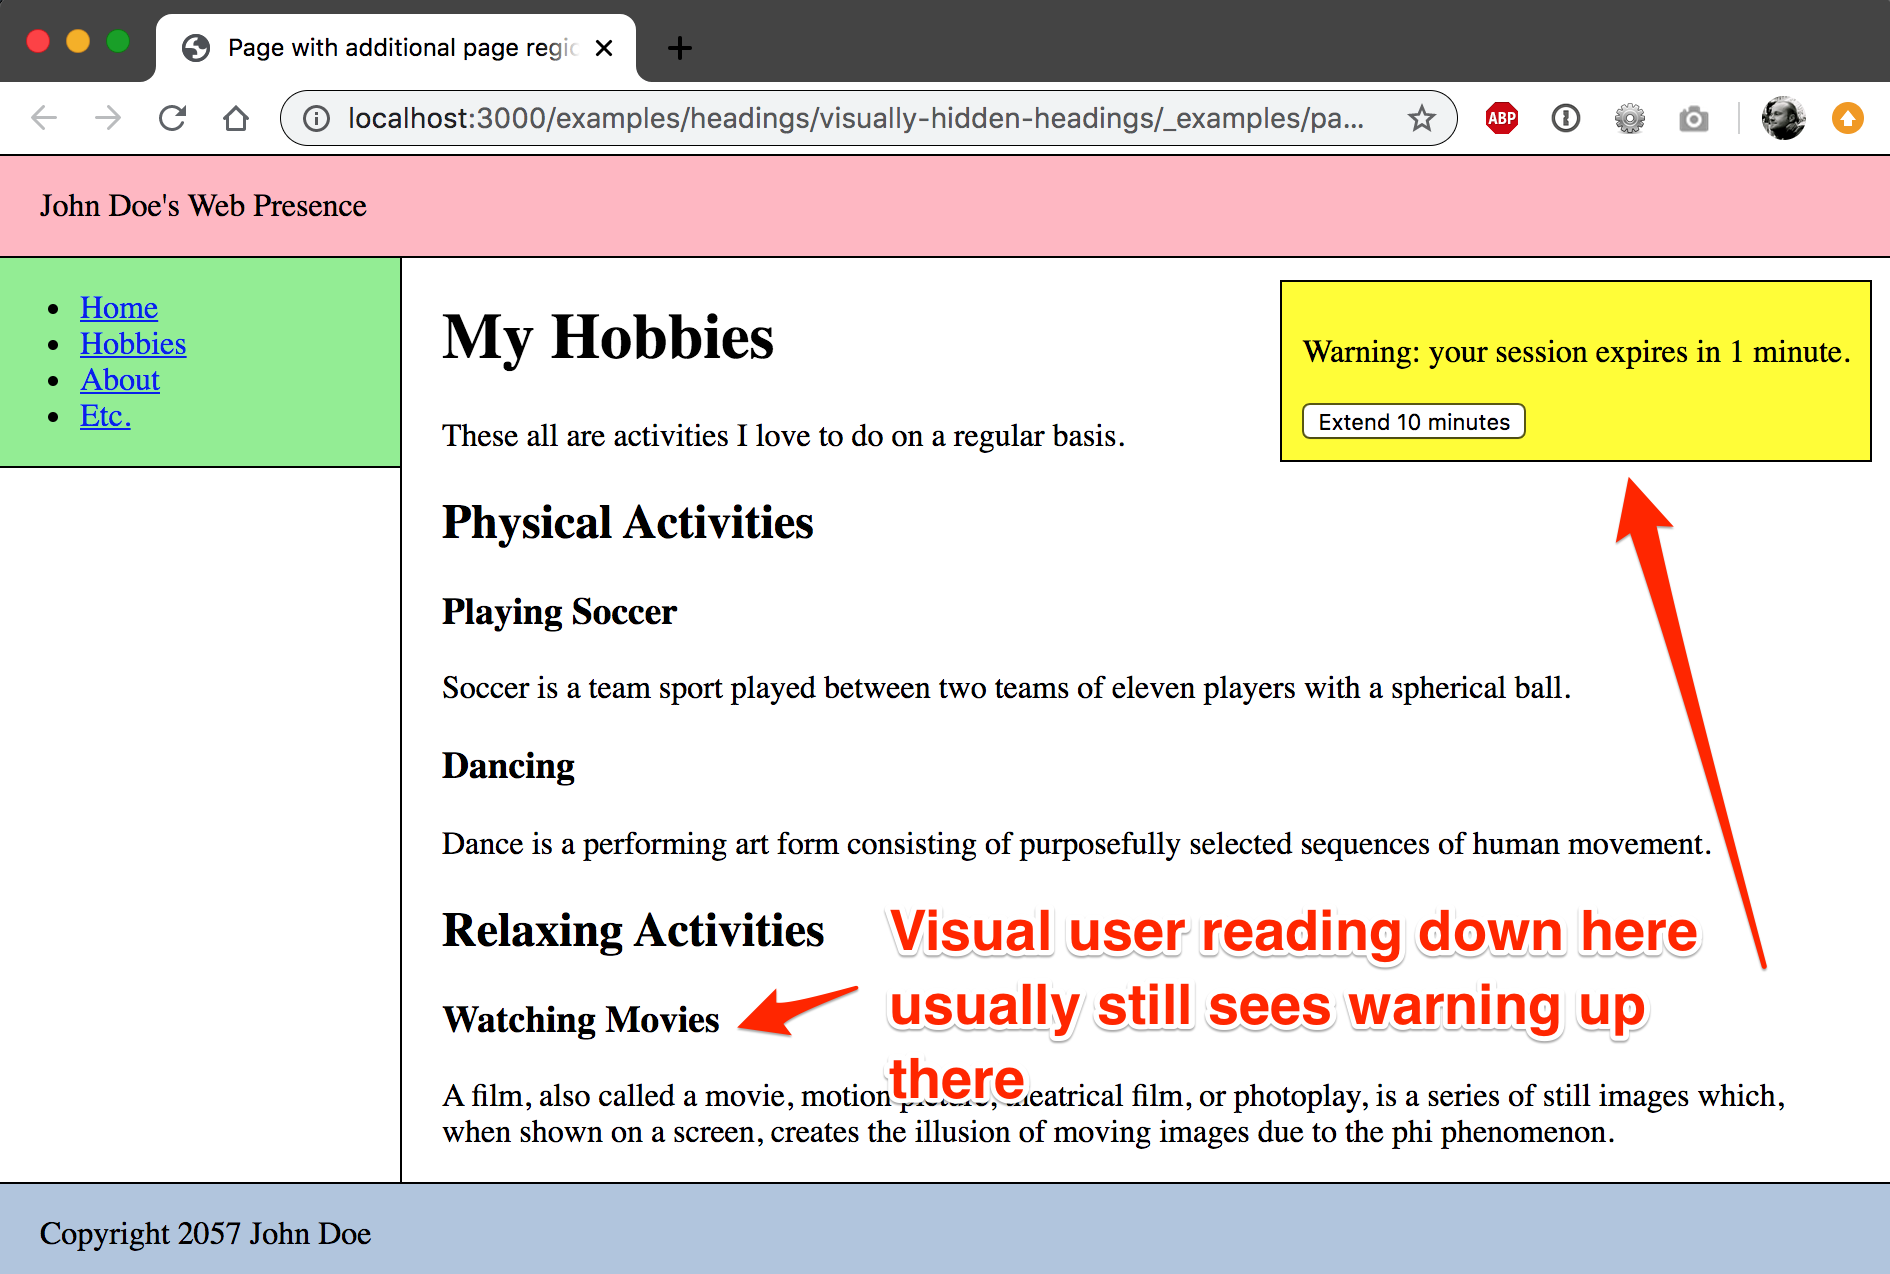 Page with additional page regi
localhost:3000/examples/headings/visually-hidden-headings/_examples/pa...
ABP
John Doe's Web Presence
Home
Hobbies
About
Etc.
My Hobbies
These all are activities I love to do on a regular basis.
Warning: your session expires in 1 minute.
Extend 10 minutes
Physical Activities
Playing Soccer
Soccer is a team sport played between two teams of eleven players with a spherical ball.
Dancing
Dance is a performing art form consisting of purposefully selected sequences of human movement.
Relaxing Activities
Watching Movies
Visual user reading down here
usually still sees warning up
there
A film, also called a movie, motion picture, theatrical film, or photoplay, is a series of still images which,
when shown on a screen, creates the illusion of moving images due to the phi phenomenon.
Copyright 2057 John Doe